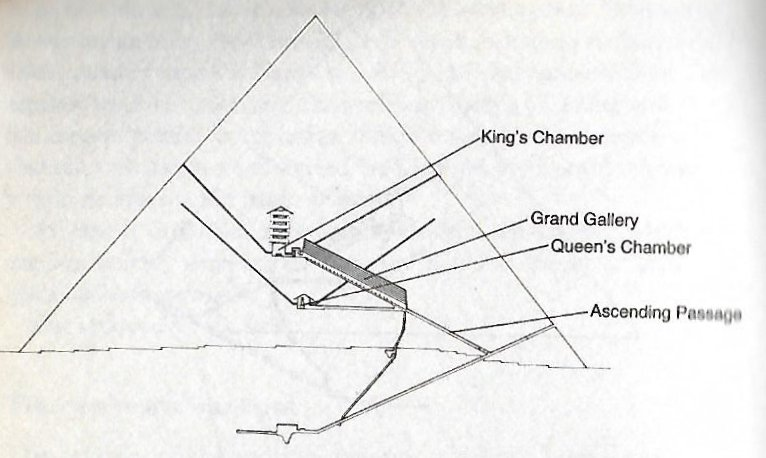 King's Chamber
Grand Gallery
Queen's Chamber
Ascending Passage